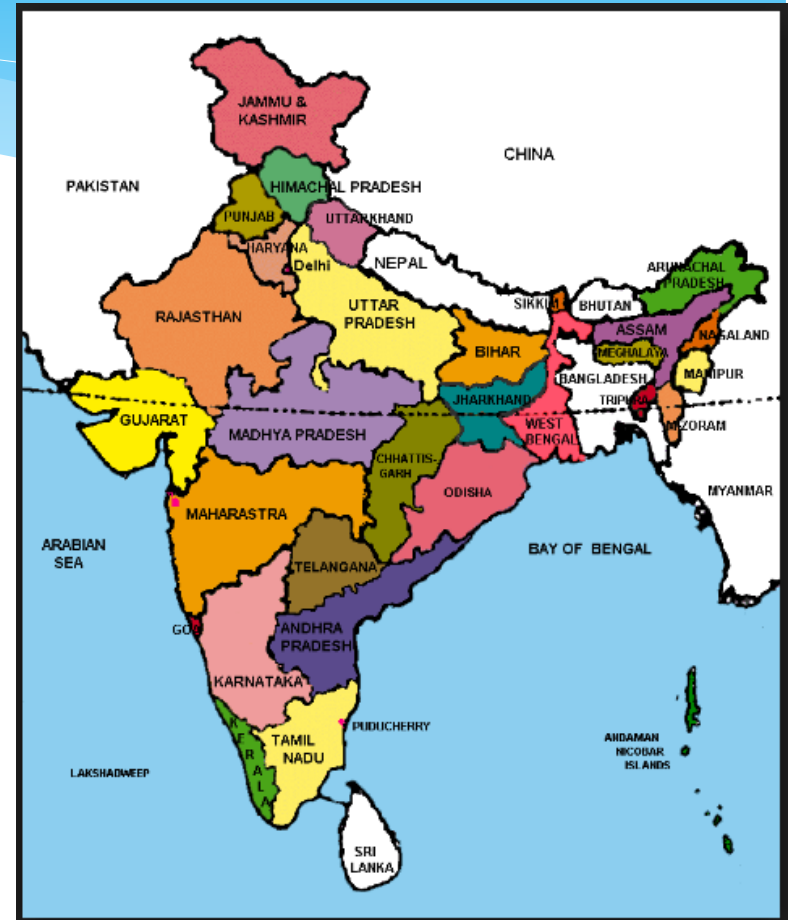 JAMMU &
KASHMIR
CHINA
PAKISTAN
HIMACHAL PRADESH
PUNJAB
UTTARKHAND
HARYANA
Delhi
NEPAL
ARUNACHAL
PRADESH
SIKKIM
BHUTAN
RAJASTHAN
UTTAR
PRADESH
ASSAM
NAGALAND
BIHAR
MEGHALAYA
MANIPUR
BANGLADESH
JHARKHAND
TRIPURA
GUJARAT
MADHYA PRADESH
WEST
BENGAL
MIZORAM
CHHATTIS-
GARH
ODISHA
MYANMAR
MAHARASTRA
ARABIAN
SEA
BAY OF BENGAL
TELANGANA
GOA
ANDHRA
PRADESH
KARNATAKA
PUDUCHERRY
KERALA
TAMIL
NADU
ANDAMAN
NICOBAR
ISLANDS
LAKSHADWEEP
SRI
LANKA